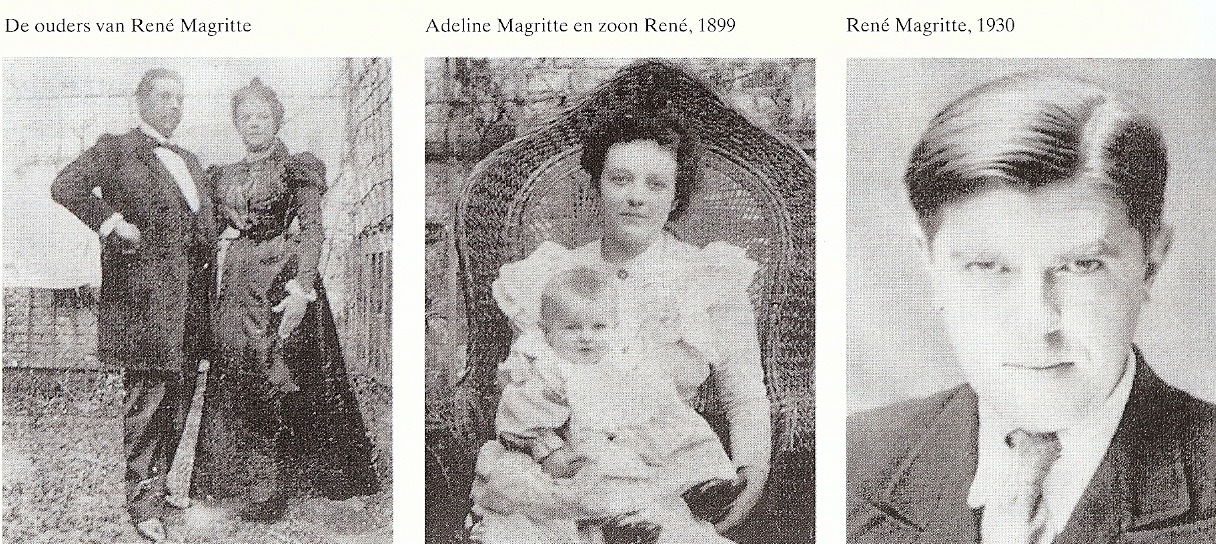 De ouders van René Magritte
Adeline Magritte en zoon René, 1899
René Magritte, 1930